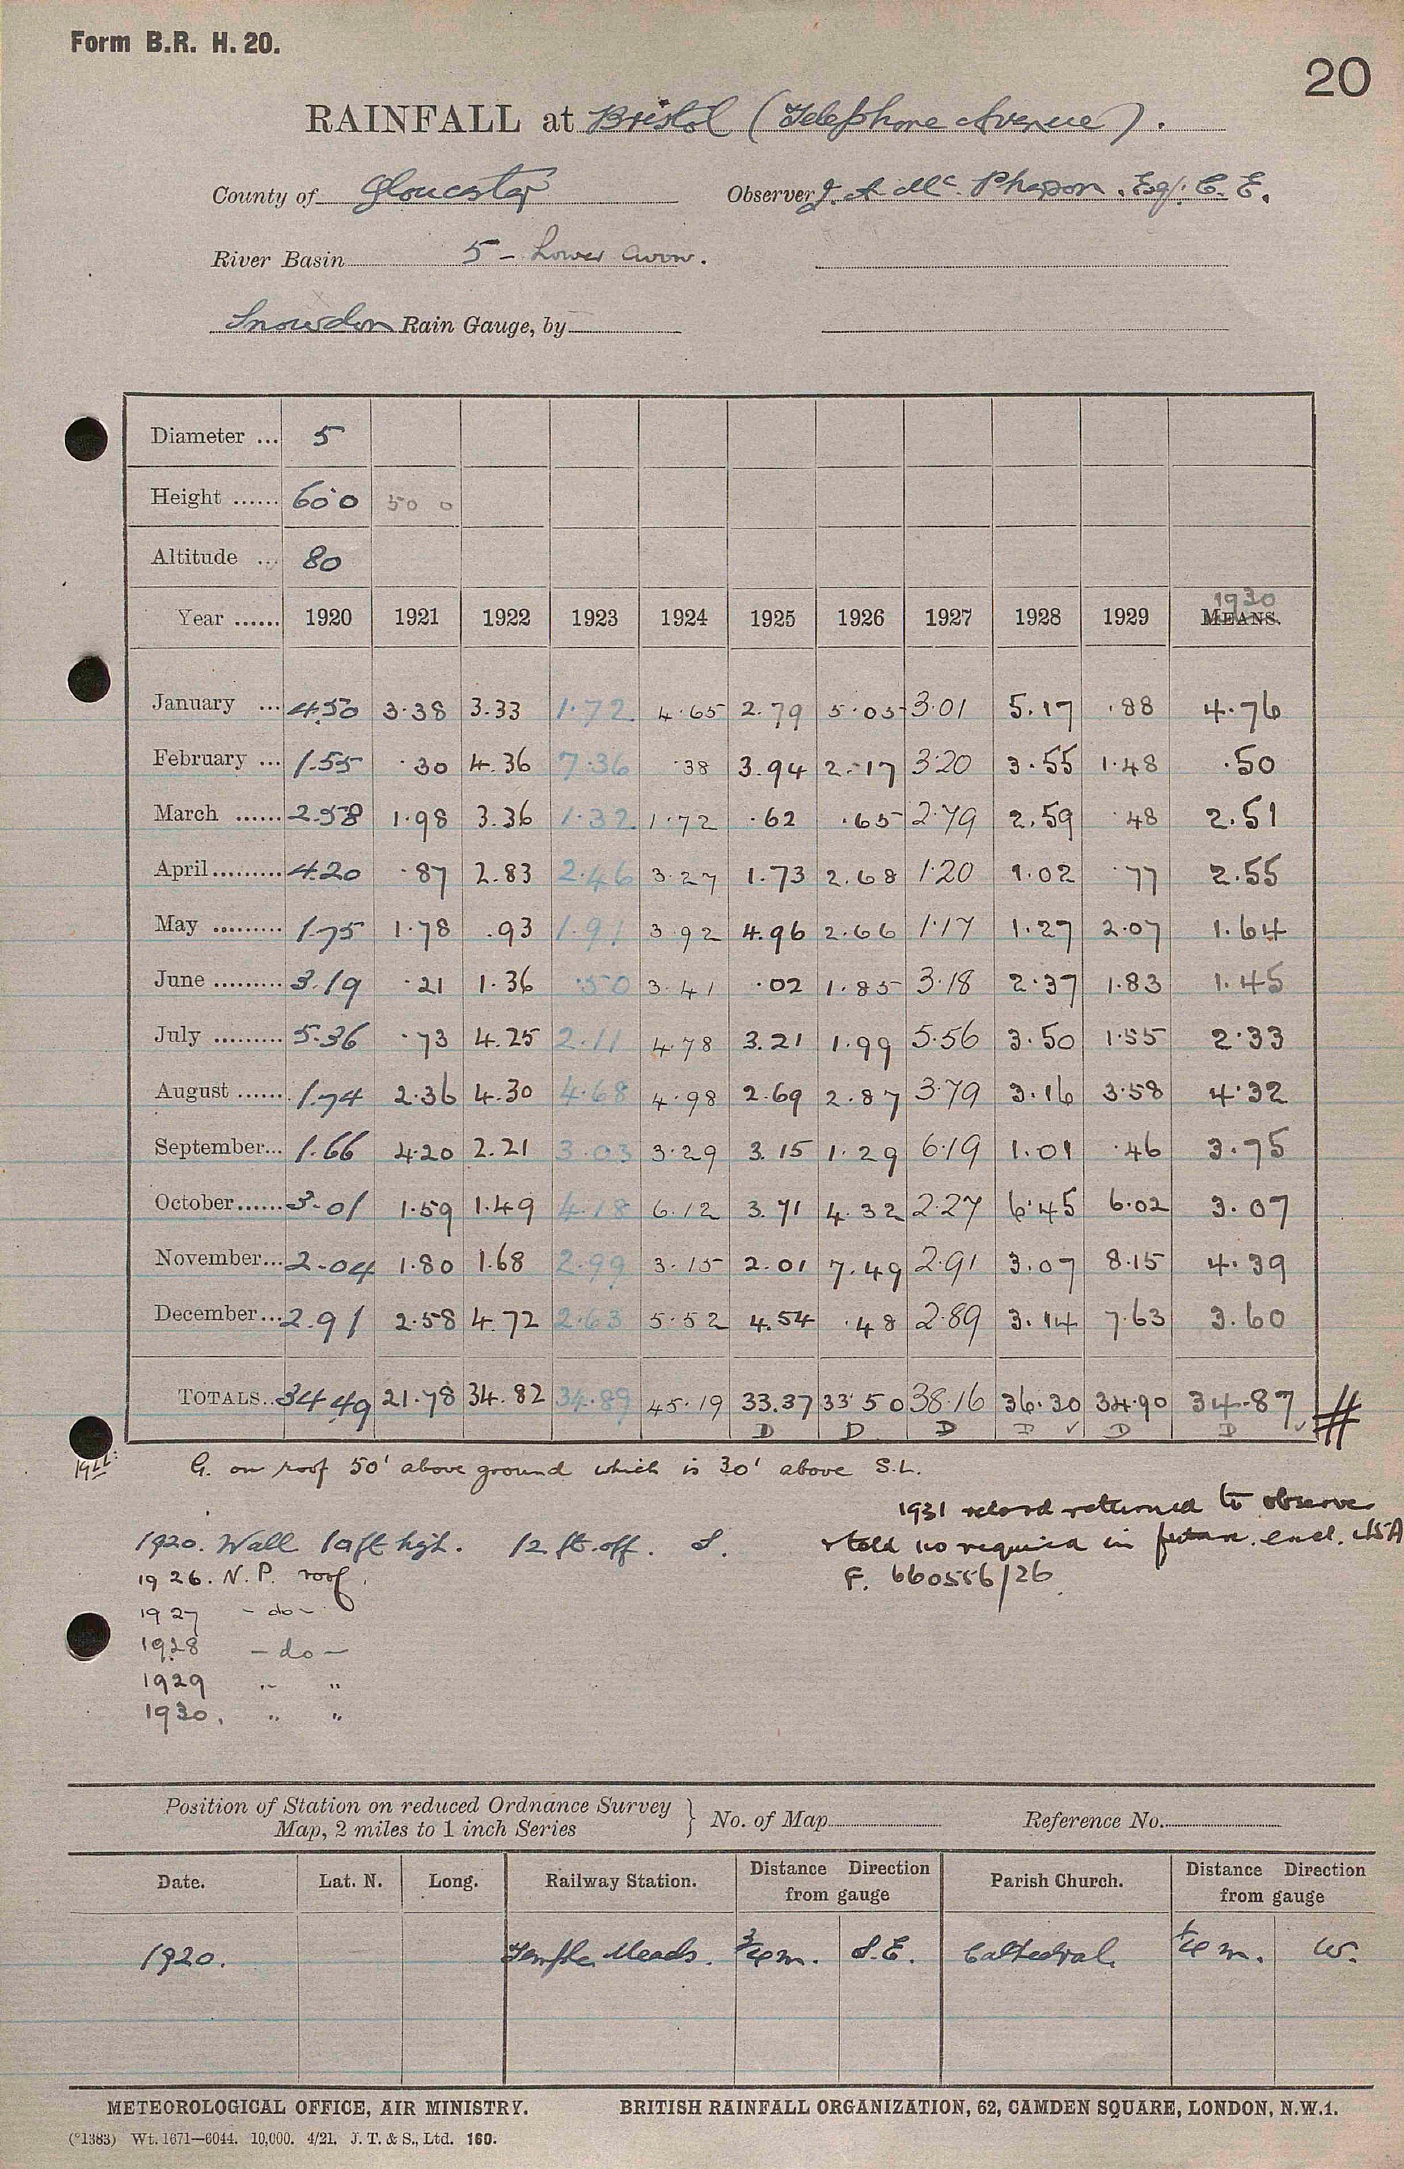 Form B.R. H. 20.
20
RAINFALL at Bristol (Telephone Avenue).
County of Gloucester Observer J. A. Mc. Pherson. Esq. C. E.
River Basin 5 - Lower Avon.
Snowdon Rain Gauge, by
Diameter ... 5
Height ...... 60 0 50 0
Altitude ... 80
1930
Year ...... 1920 1921 1922 1923 1924 1925 1926 1927 1928 1929 MEANS.
January ... 4.50 3.38 3.33 1.72 4.65 2.79 5.05 3.01 5.17 .88 4.76
February ... 1.55 .30 4.36 7.36 .38 3.94 2.17 3.20 3.55 1.48 .50
March ...... 2.58 1.98 3.36 1.32 1.72 .62 .65 2.79 2.59 .48 2.51
April......... 4.20 .87 2.83 2.46 3.27 1.73 2.68 1.20 1.02 .77 2.55
May ......... 1.75 1.78 .93 1.91 3.92 4.96 2.66 1.17 1.27 2.07 1.64
June ......... 3.19 .21 1.36 .50 3.41 .02 1.85 3.18 2.37 1.83 1.45
July ......... 5.36 .73 4.25 2.11 4.78 3.21 1.99 5.56 3.50 1.55 2.33
August ...... 1.74 2.36 4.30 4.68 4.98 2.69 2.87 3.79 3.16 3.58 4.32
September... 1.66 4.20 2.21 3.03 3.29 3.15 1.29 6.19 1.01 .46 3.75
October...... 3.01 1.59 1.49 4.18 6.12 3.71 4.32 2.27 6.45 6.02 3.07
November... 2.04 1.80 1.68 2.99 3.15 2.01 7.49 2.91 3.07 8.15 4.39
December... 2.91 2.58 4.72 2.63 5.52 4.54 .48 2.89 3.14 7.63 3.60
TOTALS.. 34 49 21.78 34.82 34.89 45.19 33.37 33.50 38.16 36.30 34.90 34.87 #
D D D D ✓ D D ✓
1922: G. on roof 50' above ground which is 30' above S.L.
1931 record returned to observer
1920. Wall 10 ft high. 12 ft. off. S. & told no required in future. encl.
1926. N. P. roof. F. 660556/26
1927 - do -
1928 - do -
1929 " "
1930. " "
Position of Station on reduced Ordnance Survey
Map, 2 miles to 1 inch Series } No. of Map Reference No.
Date. Lat. N. Long. Railway Station. Distance Direction from gauge Parish Church. Distance Direction from gauge
1920. Temple Meads. 3/4 m. S.E. Cathedral. 1/4 m. W.
METEOROLOGICAL OFFICE, AIR MINISTRY. BRITISH RAINFALL ORGANIZATION, 62, CAMDEN SQUARE, LONDON, N.W.1.
(*1383) Wt. 1671—6044. 10,000. 4/21. J. T. & S., Ltd. 160.